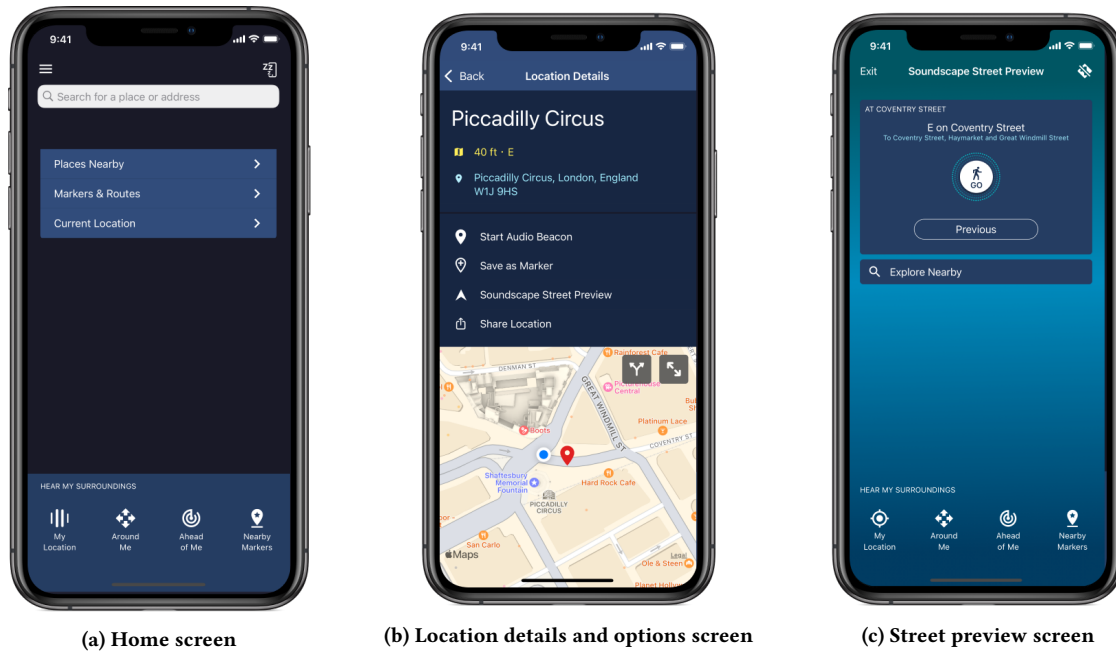 9:41
Search for a place or address
Places Nearby
Markers & Routes
Current Location
HEAR MY SURROUNDINGS
My
Location
Around
Me
Ahead
of Me
Nearby
Markers
(a) Home screen
9:41
Back
Location Details
Piccadilly Circus
40 ft · E
Piccadilly Circus, London, England
W1J 9HS
Start Audio Beacon
Save as Marker
Soundscape Street Preview
Share Location
Rainforest Cafe
DENMAN ST
Picturehouse
Central
GREAT WINDMILL ST
Platinum Lace
Boots
COVENTRY ST
Shaftesbury
Memorial
Fountain
Hard Rock Cafe
PICCADILLY
CIRCUS
San Carlo
Maps
Legal
Ole & Steen
Planet Hollyw
(b) Location details and options screen
9:41
Exit
Soundscape Street Preview
AT COVENTRY STREET
E on Coventry Street
To Coventry Street, Haymarket and Great Windmill Street
GO
Previous
Explore Nearby
HEAR MY SURROUNDINGS
My
Location
Around
Me
Ahead
of Me
Nearby
Markers
(c) Street preview screen